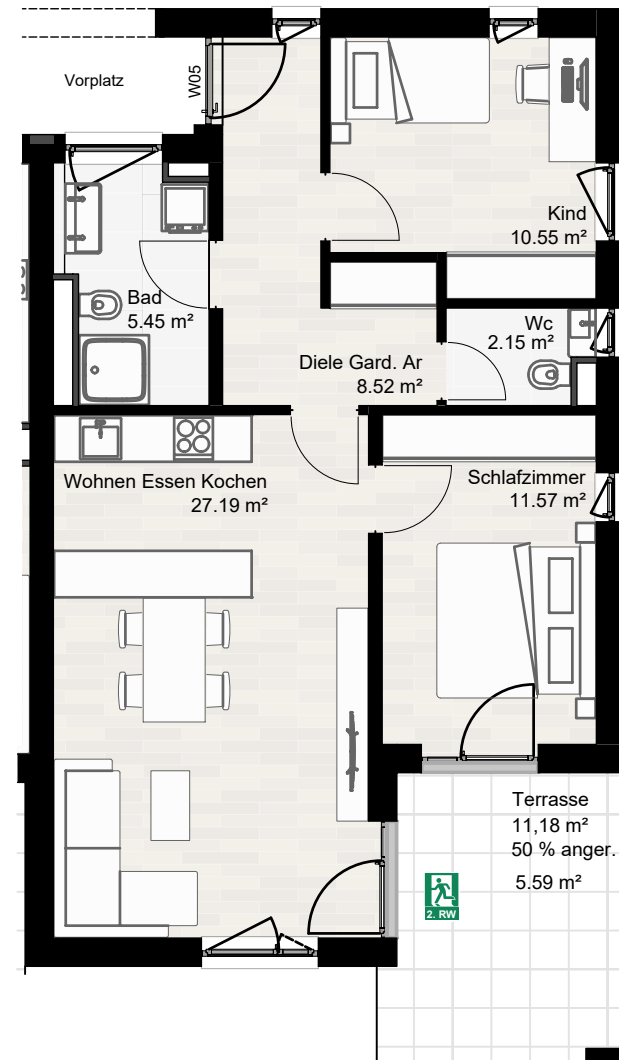 Vorplatz
W05
Kind
10.55 m²
Bad
5.45 m²
Wc
2.15 m²
Diele Gard. Ar
8.52 m²
Wohnen Essen Kochen
27.19 m²
Schlafzimmer
11.57 m²
Terrasse
11,18 m²
50 % anger.
5.59 m²
2. RW